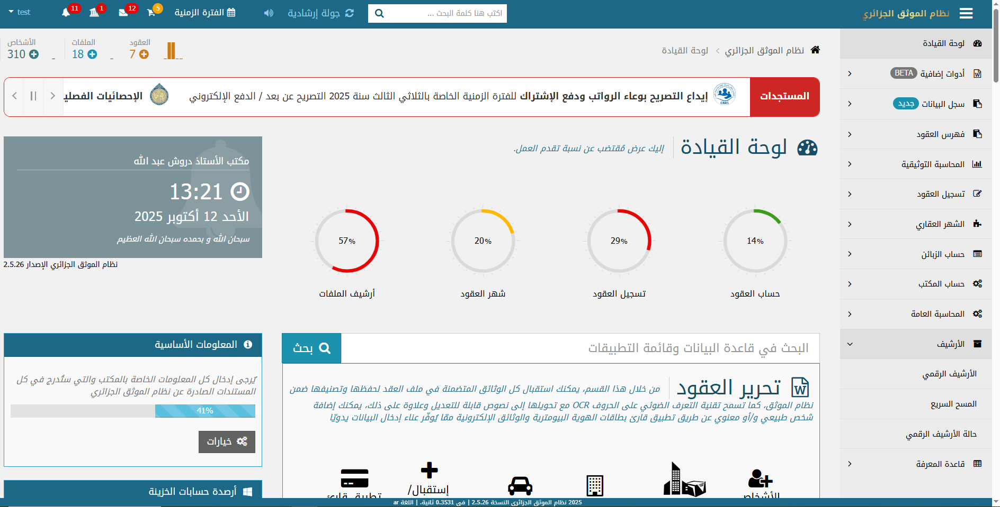 نظام الموثق الجزائري
اكتب هنا كلمة البحث ...
جولة إرشادية
الفترة الزمنية
5
12
1
11
test
لوحة القيادة
أدوات إضافية BETA
سجل البيانات جديد
فهرس العقود
المحاسبة التوثيقية
تسجيل العقود
الشهر العقاري
حساب الزبائن
حساب المكتب
المحاسبة العامة
الأرشيف
الأرشيف الرقمي
المسح السريع
حالة الأرشيف الرقمي
قاعدة المعرفة
نظام الموثق الجزائري > لوحة القيادة
العقود
7
الملفات
18
الأشخاص
310
المستجدات
CNAS
إيداع التصريح بوعاء الرواتب ودفع الإشتراك للفترة الزمنية الخاصة بالثلاثي الثالث سنة 2025 التصريح عن بعد / الدفع الإلكتروني
الإحصائيات الفصلية
لوحة القيادة
إليك عرض مُقتضب عن نسبة تقدم العمل.
14%
حساب العقود
29%
تسجيل العقود
20%
شهر العقود
57%
أرشيف الملفات
مكتب الأستاذ دروش عبد الله
13:21
الأحد 12 أكتوبر 2025
سبحان الله و بحمده سبحان الله العظيم
نظام الموثق الجزائري الإصدار 2.5.26
البحث في قاعدة البيانات وقائمة التطبيقات
بحث
تحرير العقود
من خلال هذا القسم، يمكنك استقبال كل الوثائق المتضمنة في ملف العقد لحفظها وتصنيفها ضمن
نظام الموثق، كما تسمح تقنية التعرف الضوئي على الحروف OCR مع تحويلها إلى نصوص قابلة للتعديل وعلاوة على ذلك، يمكنك إضافة
شخص طبيعي و/أو معنوي عن طريق تطبيق قارئ بطاقات الهوية البيومترية والوثائق الإلكترونية ممّا يُوفّر عناء إدخال البيانات يدويّا
الأشخاص
إستقبال/
تطبيق قارئ
المعلومات الأساسية
يُرجى إدخال كل المعلومات الخاصة بالمكتب والتي ستُدرج في كل
المستندات الصادرة عن نظام الموثق الجزائري
41%
خيارات
أرصدة حسابات الخزينة
2025 نظام الموثق الجزائري النسخة 2.5.26 | في 0.3531 ثانية. | اللغة ar